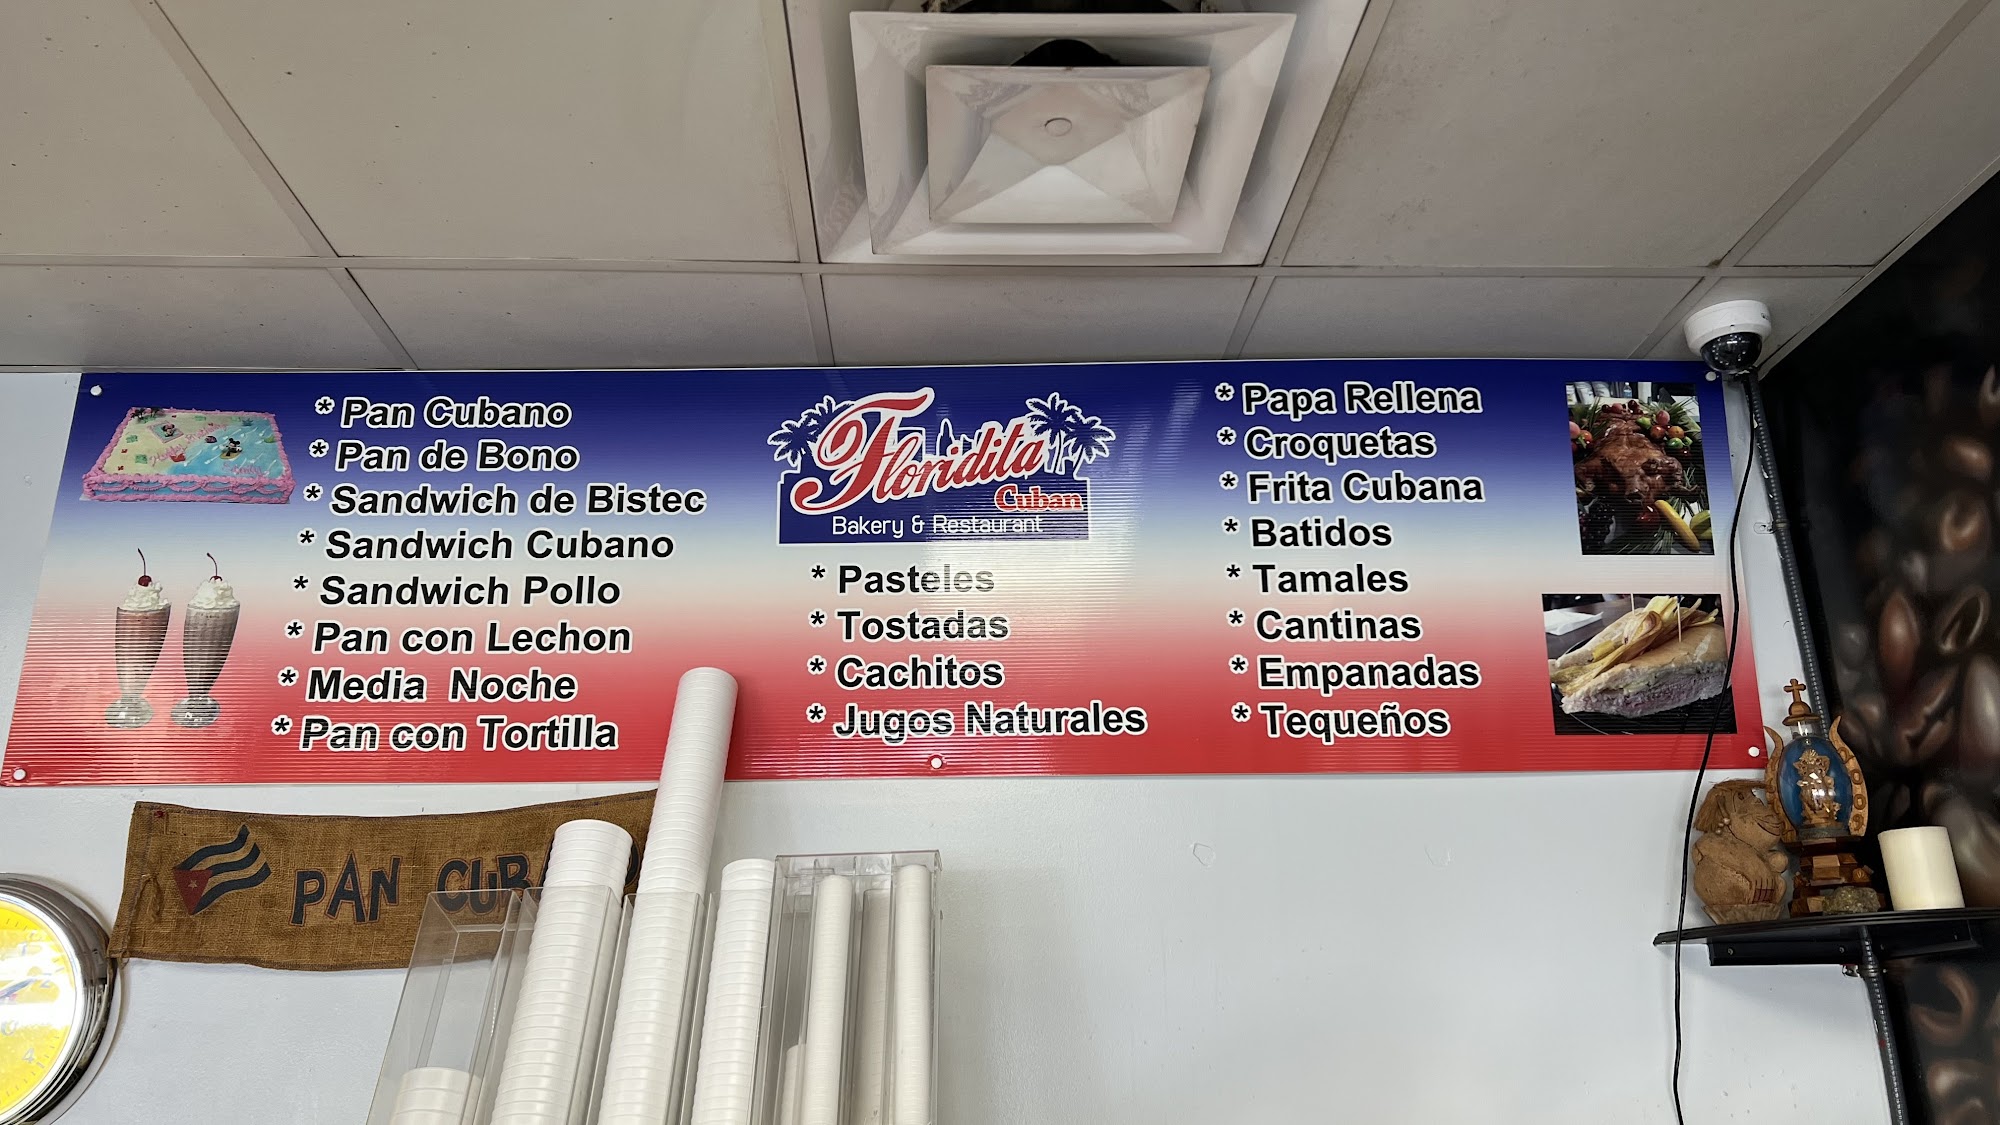 * Pan Cubano
* Pan de Bono
* Sandwich de Bistec
* Sandwich Cubano
* Sandwich Pollo
* Pan con Lechon
* Media Noche
* Pan con Tortilla
Floridita
Cuban
Bakery & Restaurant
* Pasteles
* Tostadas
* Cachitos
* Jugos Naturales
* Papa Rellena
* Croquetas
* Frita Cubana
* Batidos
* Tamales
* Cantinas
* Empanadas
* Tequeños
PAN